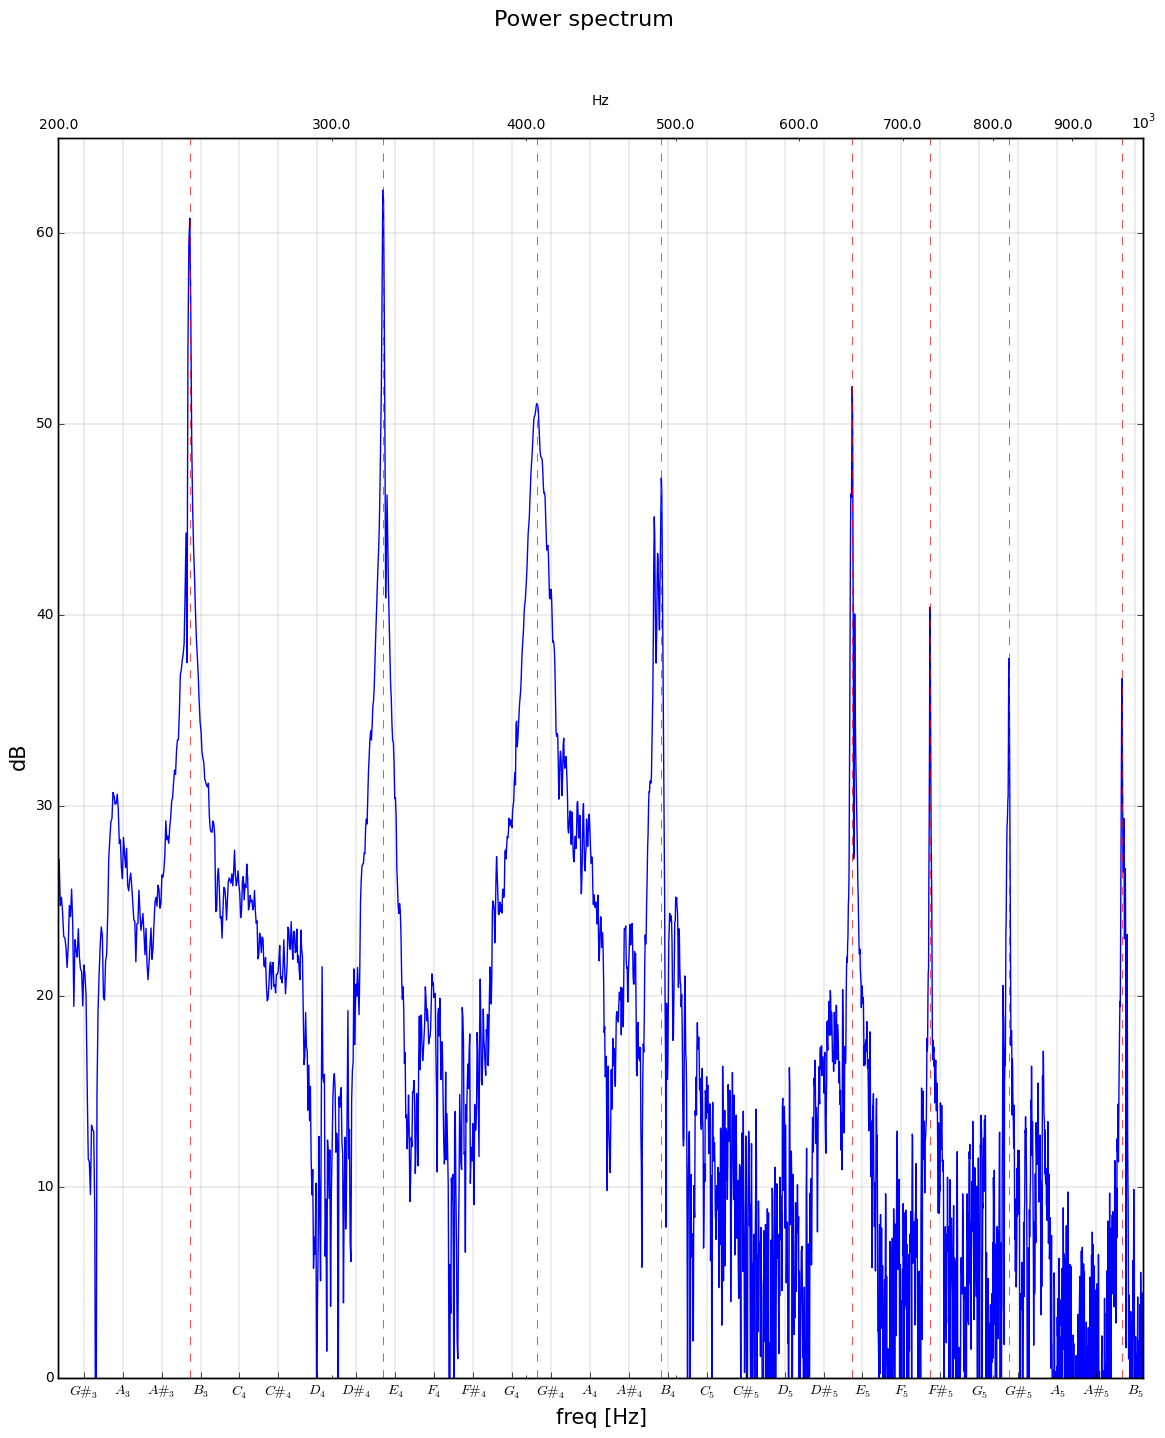 Power spectrum
Hz
200.0 300.0 400.0 500.0 600.0 700.0 800.0 900.0 10³
60
50
40
30
20
10
0
dB
G#₃ A₃ A#₃ B₃ C₄ C#₄ D₄ D#₄ E₄ F₄ F#₄ G₄ G#₄ A₄ A#₄ B₄ C₅ C#₅ D₅ D#₅ E₅ F₅ F#₅ G₅ G#₅ A₅ A#₅ B₅
freq [Hz]